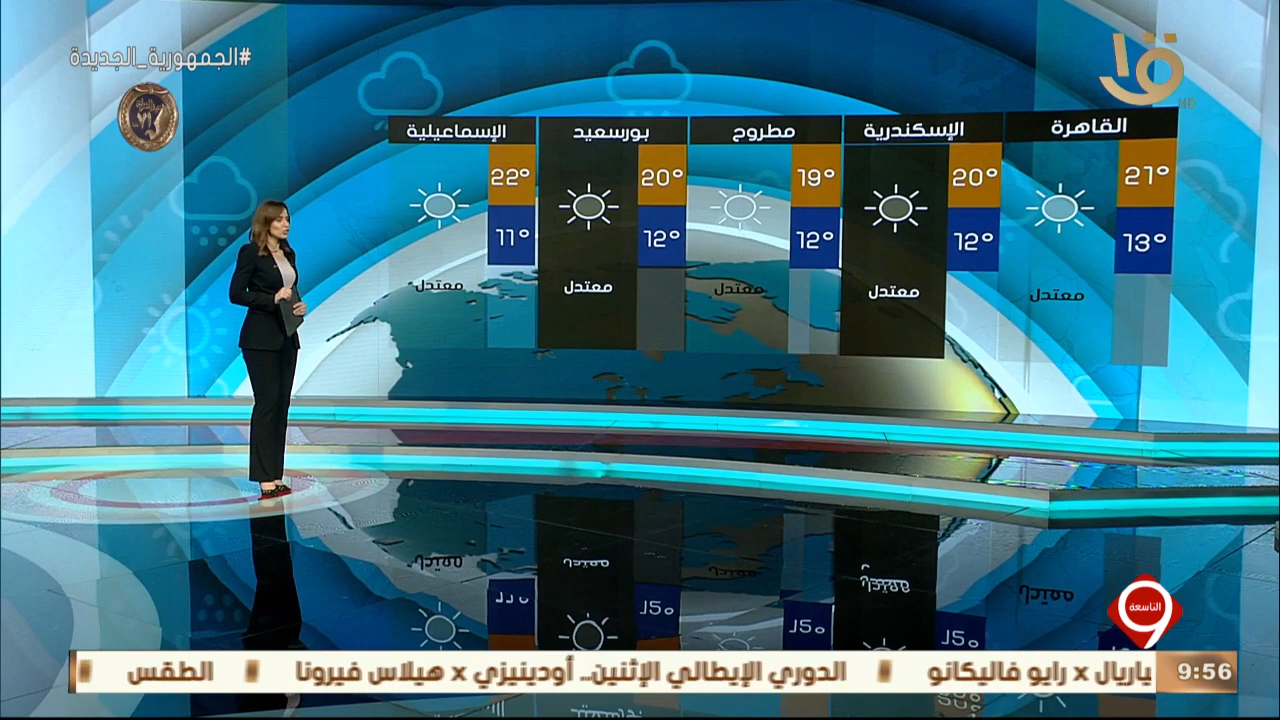 #الجمهورية_الجديدة
القاهرة
21°
13°
معتدل
الإسكندرية
20°
12°
معتدل
مطروح
19°
12°
معتدل
بورسعيد
20°
12°
معتدل
الإسماعيلية
22°
11°
معتدل
HD
التاسعة
9
9:56
ياريال x رايو فاليكانو # الدوري الإيطالي الإثنين.. أودينيزي x هيلاس فيرونا # الطقس #